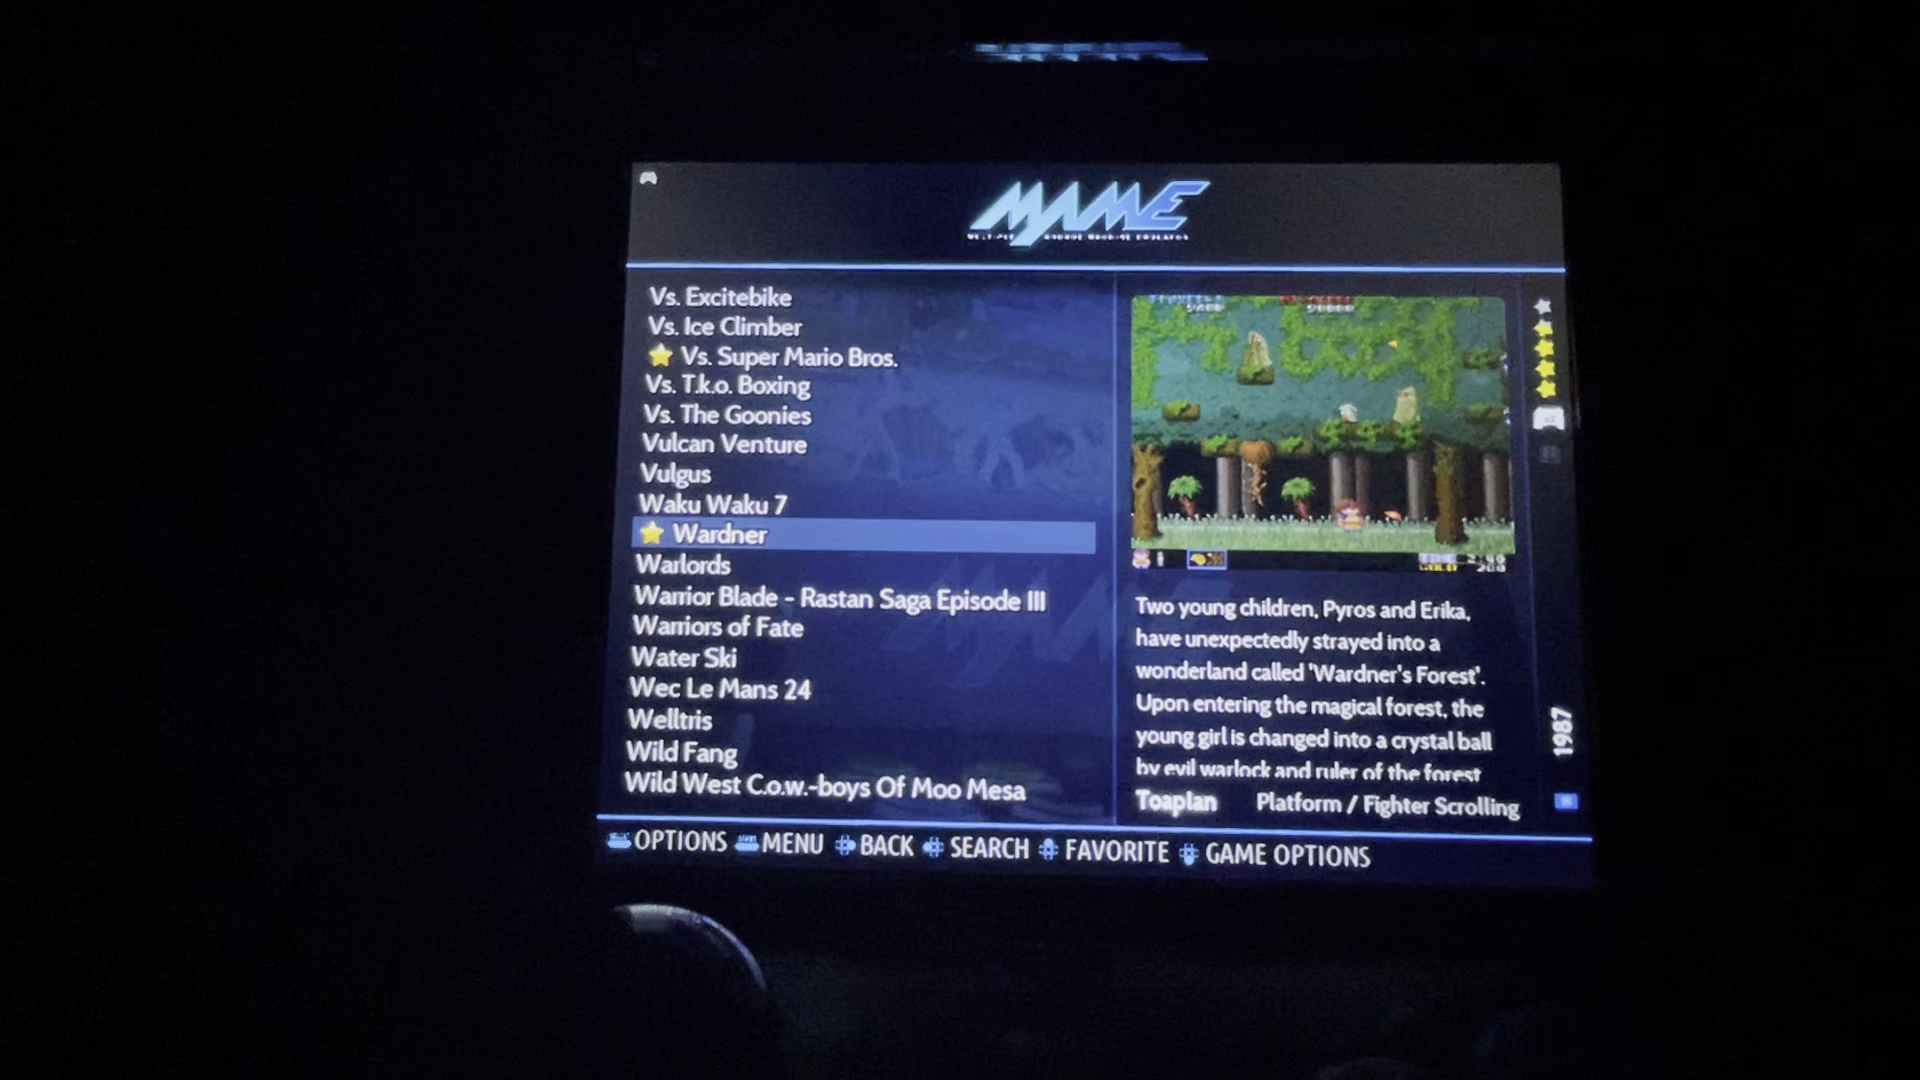 MAME
Vs. Excitebike
Vs. Ice Climber
Vs. Super Mario Bros.
Vs. T.k.o. Boxing
Vs. The Goonies
Vulcan Venture
Vulgus
Waku Waku 7
Wardner
Warlords
Warrior Blade - Rastan Saga Episode III
Warriors of Fate
Water Ski
Wec Le Mans 24
Welltris
Wild Fang
Wild West C.o.w.-boys Of Moo Mesa
Two young children, Pyros and Erika,
have unexpectedly strayed into a
wonderland called 'Wardner's Forest'.
Upon entering the magical forest, the
young girl is changed into a crystal ball
by evil warlock and ruler of the forest
Toaplan Platform / Fighter Scrolling
1987
OPTIONS MENU BACK SEARCH FAVORITE GAME OPTIONS